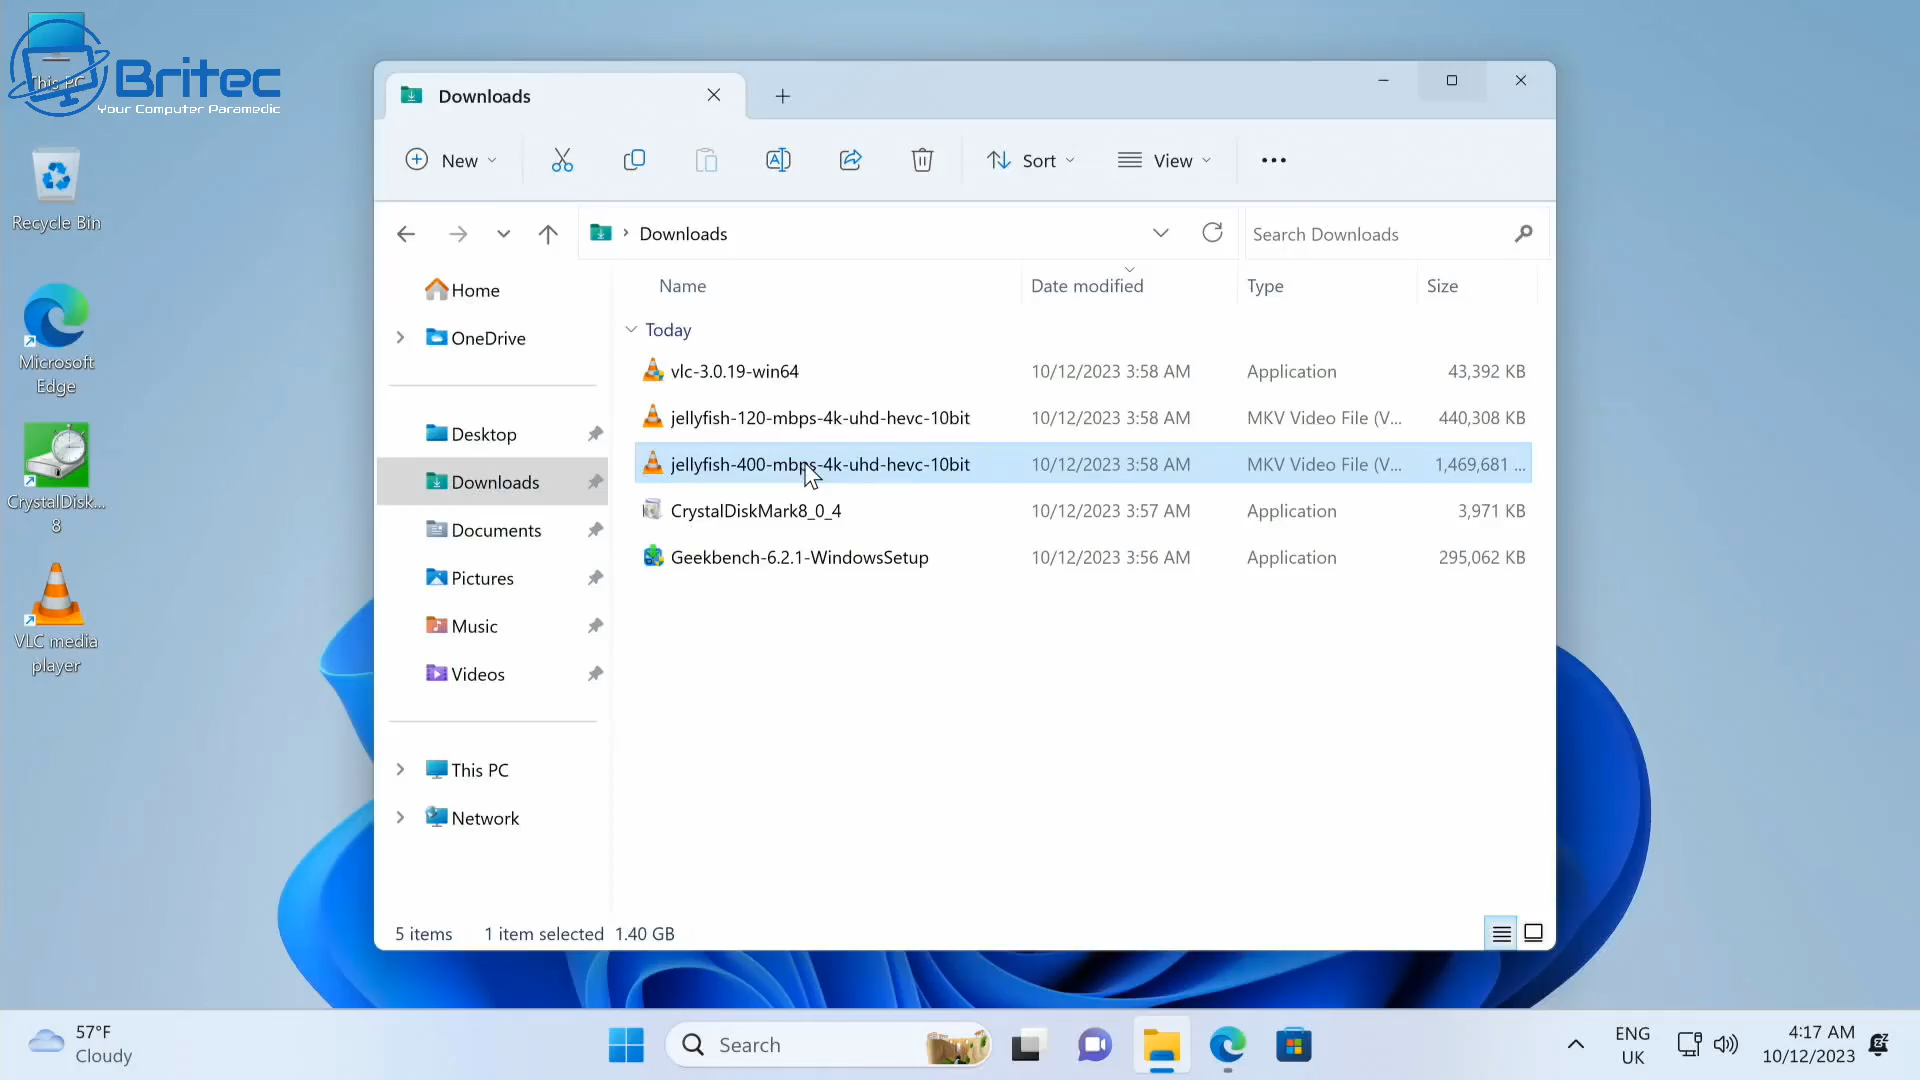 This PC
Britec
Your Computer Paramedic
Recycle Bin
Microsoft
Edge
CrystalDisk...
8
VLC media
player
Downloads
New
Sort
View
Downloads
Search Downloads
Home
OneDrive
Desktop
Downloads
Documents
Pictures
Music
Videos
This PC
Network
Name Date modified Type Size
Today
vlc-3.0.19-win64 10/12/2023 3:58 AM Application 43,392 KB
jellyfish-120-mbps-4k-uhd-hevc-10bit 10/12/2023 3:58 AM MKV Video File (V... 440,308 KB
jellyfish-400-mbps-4k-uhd-hevc-10bit 10/12/2023 3:58 AM MKV Video File (V... 1,469,681 ...
CrystalDiskMark8_0_4 10/12/2023 3:57 AM Application 3,971 KB
Geekbench-6.2.1-WindowsSetup 10/12/2023 3:56 AM Application 295,062 KB
5 items 1 item selected 1.40 GB
57°F
Cloudy
Search
ENG
UK
4:17 AM
10/12/2023